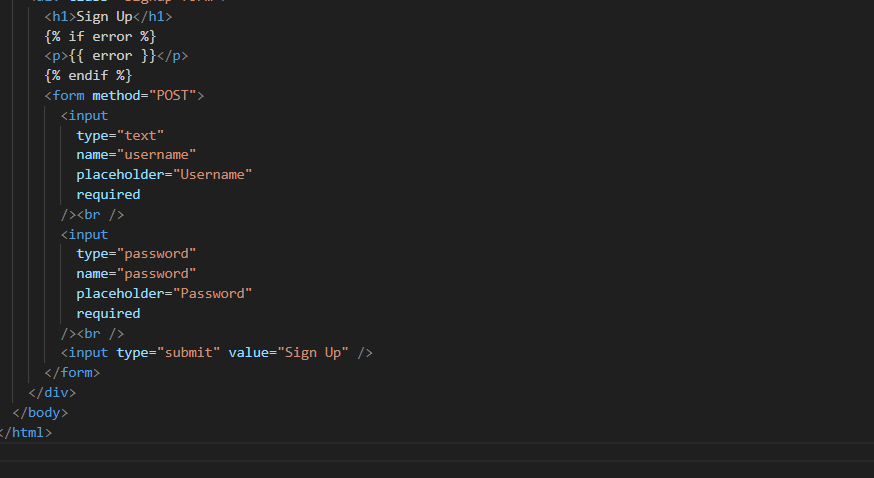 <h1>Sign Up</h1>
{% if error %}
<p>{{ error }}</p>
{% endif %}
<form method="POST">
<input
type="text"
name="username"
placeholder="Username"
required
/><br />
<input
type="password"
name="password"
placeholder="Password"
required
/><br />
<input type="submit" value="Sign Up" />
</form>
</div>
</body>
</html>